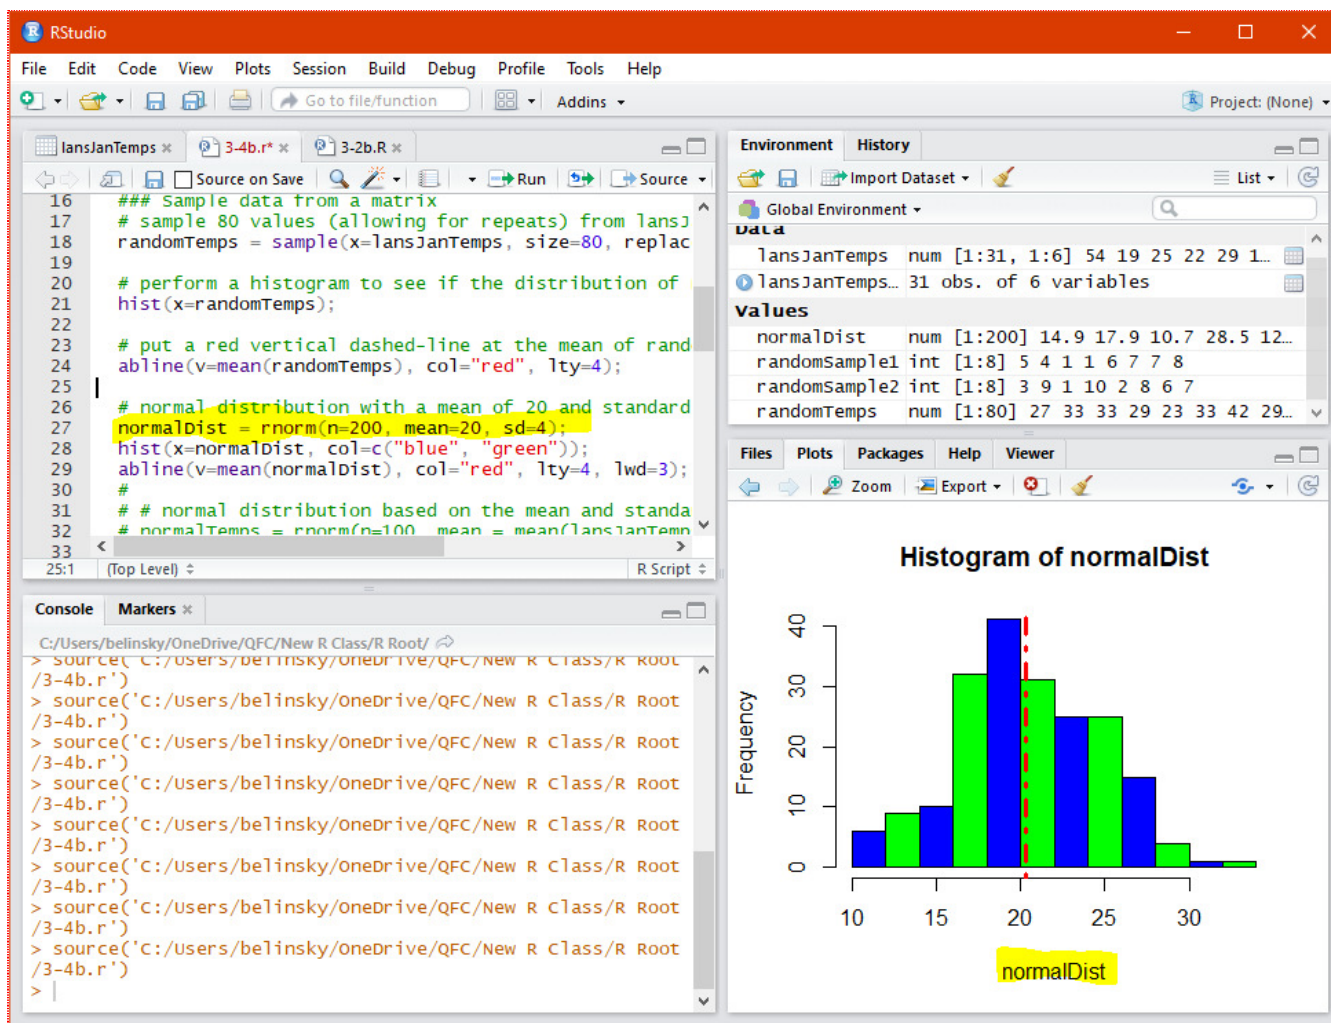 RStudio
File Edit Code View Plots Session Build Debug Profile Tools Help
Go to file/function Addins Project: (None)
lansJanTemps 3-4b.r* 3-2b.R
Source on Save Run Source
16 ### Sample data from a matrix
17 # sample 80 values (allowing for repeats) from lansJ
18 randomTemps = sample(x=lansJanTemps, size=80, replac
19
20 # perform a histogram to see if the distribution of
21 hist(x=randomTemps);
22
23 # put a red vertical dashed-line at the mean of rand
24 abline(v=mean(randomTemps), col="red", lty=4);
25
26 # normal distribution with a mean of 20 and standard
27 normalDist = rnorm(n=200, mean=20, sd=4);
28 hist(x=normalDist, col=c("blue", "green"));
29 abline(v=mean(normalDist), col="red", lty=4, lwd=3);
30 #
31 # # normal distribution based on the mean and standa
32 # normalTemps = rnorm(n=100, mean = mean(lansJanTemp
33
25:1 (Top Level) R Script
Console Markers
C:/Users/belinsky/OneDrive/QFC/New R Class/R Root/
> source('C:/Users/belinsky/OneDrive/QFC/New R Class/R Root
/3-4b.r')
> source('C:/Users/belinsky/OneDrive/QFC/New R Class/R Root
/3-4b.r')
> source('C:/Users/belinsky/OneDrive/QFC/New R Class/R Root
/3-4b.r')
> source('C:/Users/belinsky/OneDrive/QFC/New R Class/R Root
/3-4b.r')
> source('C:/Users/belinsky/OneDrive/QFC/New R Class/R Root
/3-4b.r')
> source('C:/Users/belinsky/OneDrive/QFC/New R Class/R Root
/3-4b.r')
> source('C:/Users/belinsky/OneDrive/QFC/New R Class/R Root
/3-4b.r')
> source('C:/Users/belinsky/OneDrive/QFC/New R Class/R Root
/3-4b.r')
>
Environment History
Import Dataset List
Global Environment
Data
lansJanTemps num [1:31, 1:6] 54 19 25 22 29 1…
lansJanTemps… 31 obs. of 6 variables
Values
normalDist num [1:200] 14.9 17.9 10.7 28.5 12…
randomSample1 int [1:8] 5 4 1 1 6 7 7 8
randomSample2 int [1:8] 3 9 1 10 2 8 6 7
randomTemps num [1:80] 27 33 33 29 23 33 42 29…
Files Plots Packages Help Viewer
Zoom Export
Histogram of normalDist
Frequency
40
30
20
10
0
10 15 20 25 30
normalDist